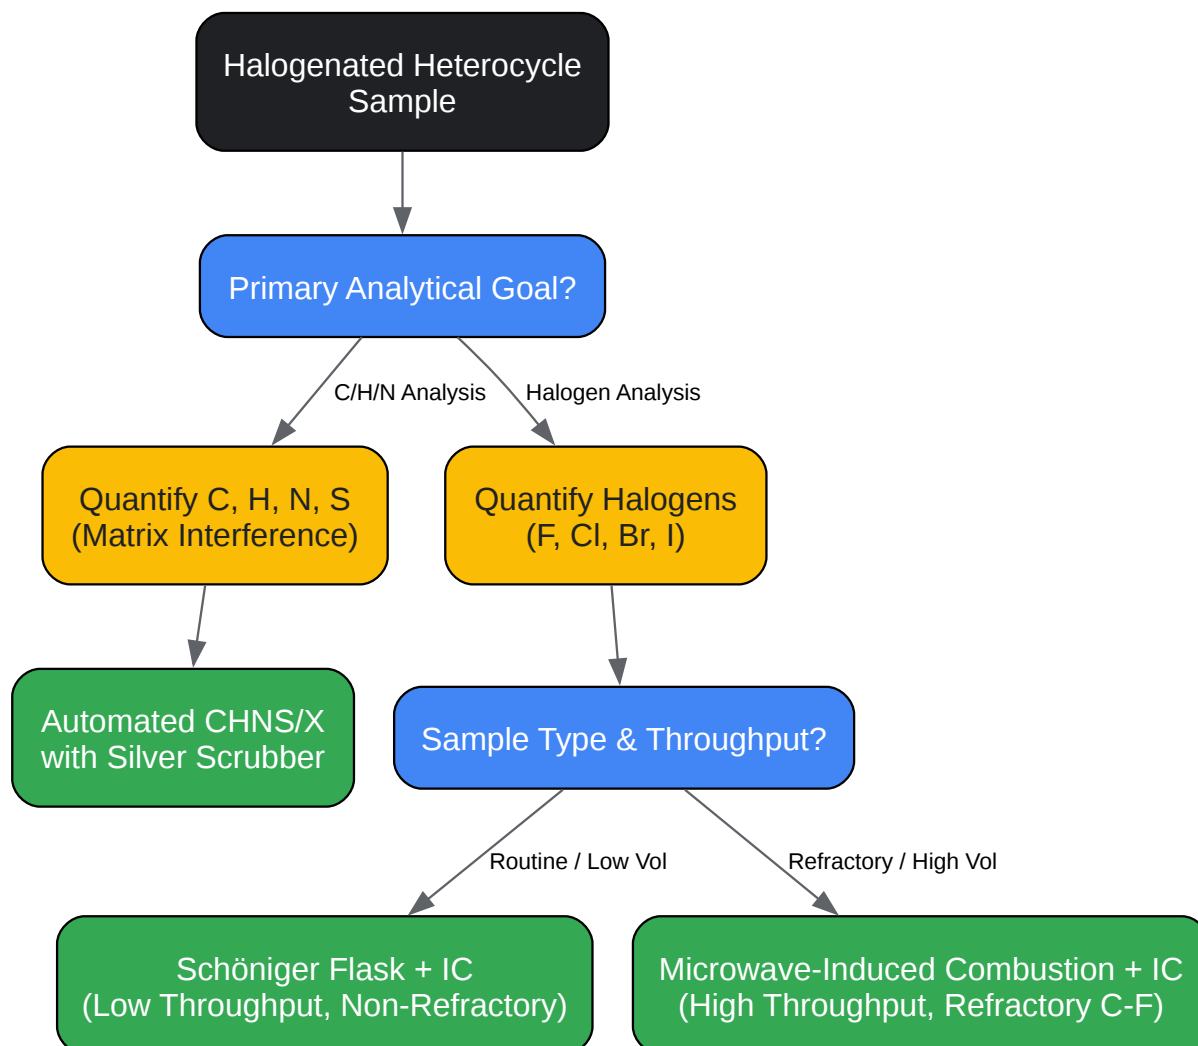 Halogenated Heterocycle
Sample
Primary Analytical Goal?
C/H/N Analysis
Halogen Analysis
Quantify C, H, N, S
(Matrix Interference)
Quantify Halogens
(F, Cl, Br, I)
Automated CHNS/X
with Silver Scrubber
Sample Type & Throughput?
Routine / Low Vol
Refractory / High Vol
Schöniger Flask + IC
(Low Throughput, Non-Refractory)
Microwave-Induced Combustion + IC
(High Throughput, Refractory C-F)